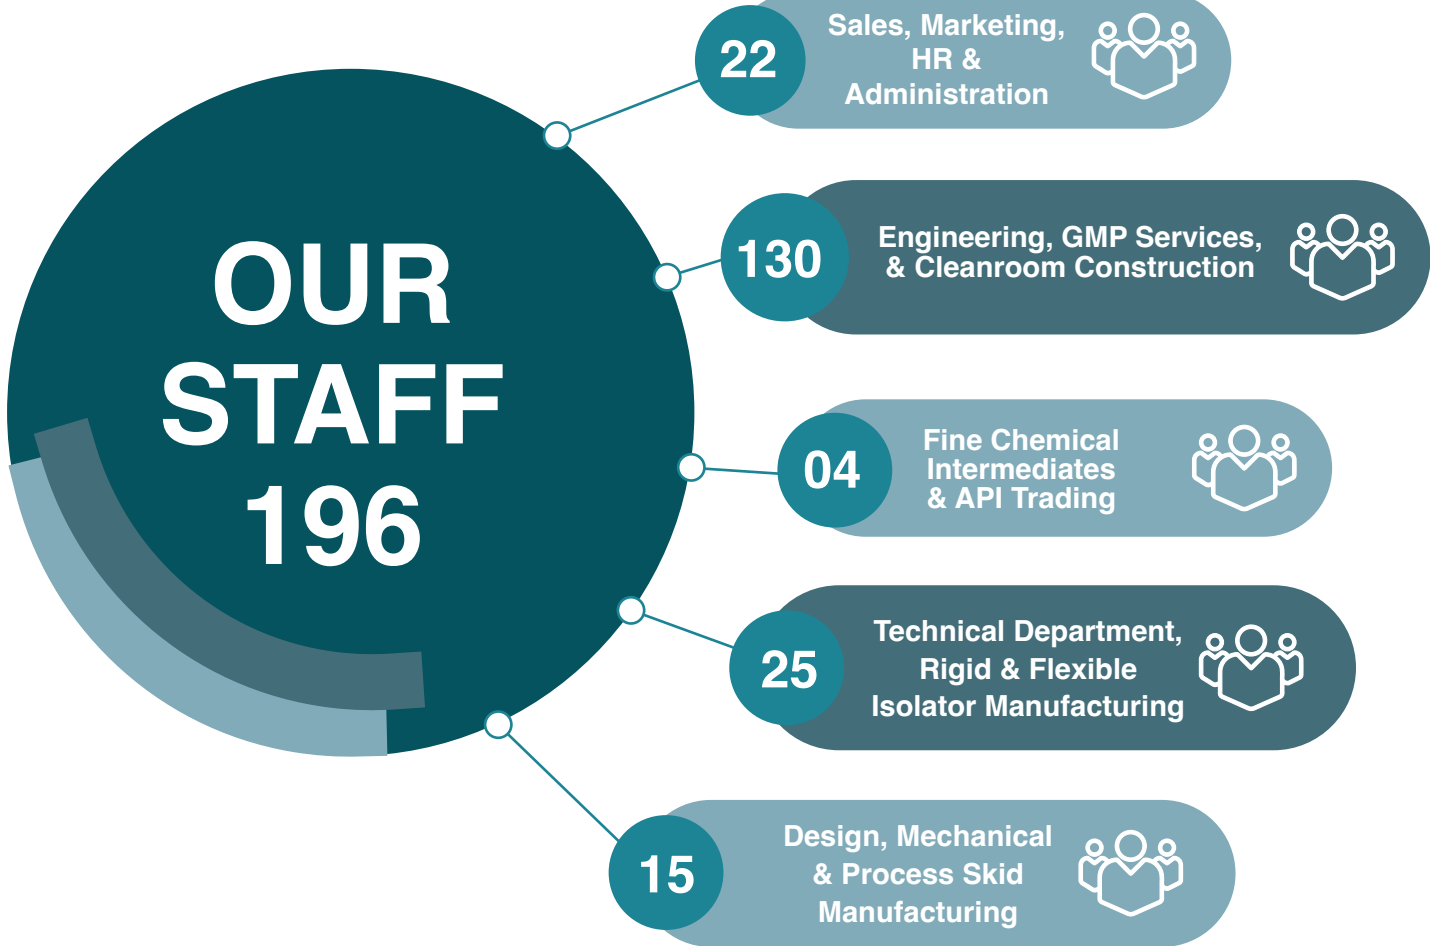 OUR
STAFF
196
22
Sales, Marketing,
HR &
Administration
130
Engineering, GMP Services,
& Cleanroom Construction
04
Fine Chemical
Intermediates
& API Trading
25
Technical Department,
Rigid & Flexible
Isolator Manufacturing
15
Design, Mechanical
& Process Skid
Manufacturing